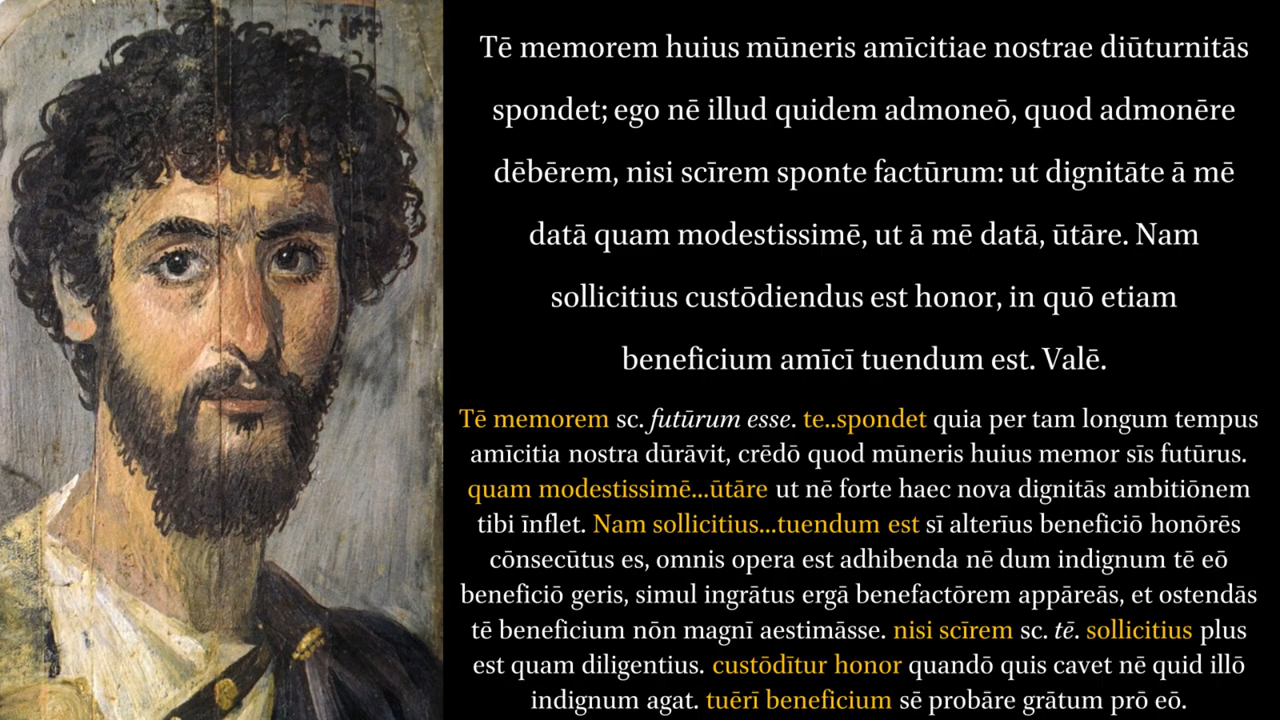 Tē memorem huius mūneris amīcitiae nostrae diūturnitās
spondet; ego nē illud quidem admoneō, quod admonēre
dēbērem, nisi scīrem sponte factūrum: ut dignitāte ā mē
datā quam modestissimē, ut ā mē datā, ūtāre. Nam
sollicitius custōdiendus est honor, in quō etiam
beneficium amīcī tuendum est. Valē.
Tē memorem sc. futūrum esse. te..spondet quia per tam longum tempus
amīcitia nostra dūrāvit, crēdō quod mūneris huius memor sīs futūrus.
quam modestissimē...ūtāre ut nē forte haec nova dignitās ambitiōnem
tibi īnflet. Nam sollicitius...tuendum est sī alterīus beneficiō honōrēs
cōnsecūtus es, omnis opera est adhibenda nē dum indignum tē eō
beneficiō geris, simul ingrātus ergā benefactōrem appāreās, et ostendās
tē beneficium nōn magnī aestimāsse. nisi scīrem sc. tē. sollicitius plus
est quam diligentius. custōdītur honor quandō quis cavet nē quid illō
indignum agat. tuērī beneficium sē probāre grātum prō eō.